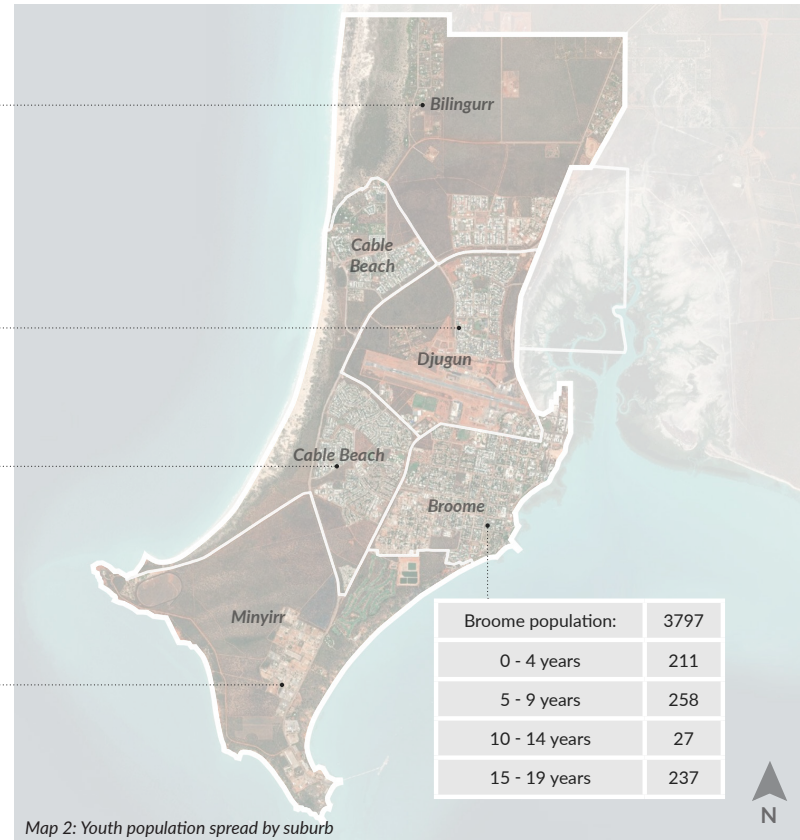 Bilingurr
Cable
Beach
Djugun
Cable Beach
Broome
Minyirr
Broome population: 3797
0 - 4 years 211
5 - 9 years 258
10 - 14 years 27
15 - 19 years 237
N
Map 2: Youth population spread by suburb